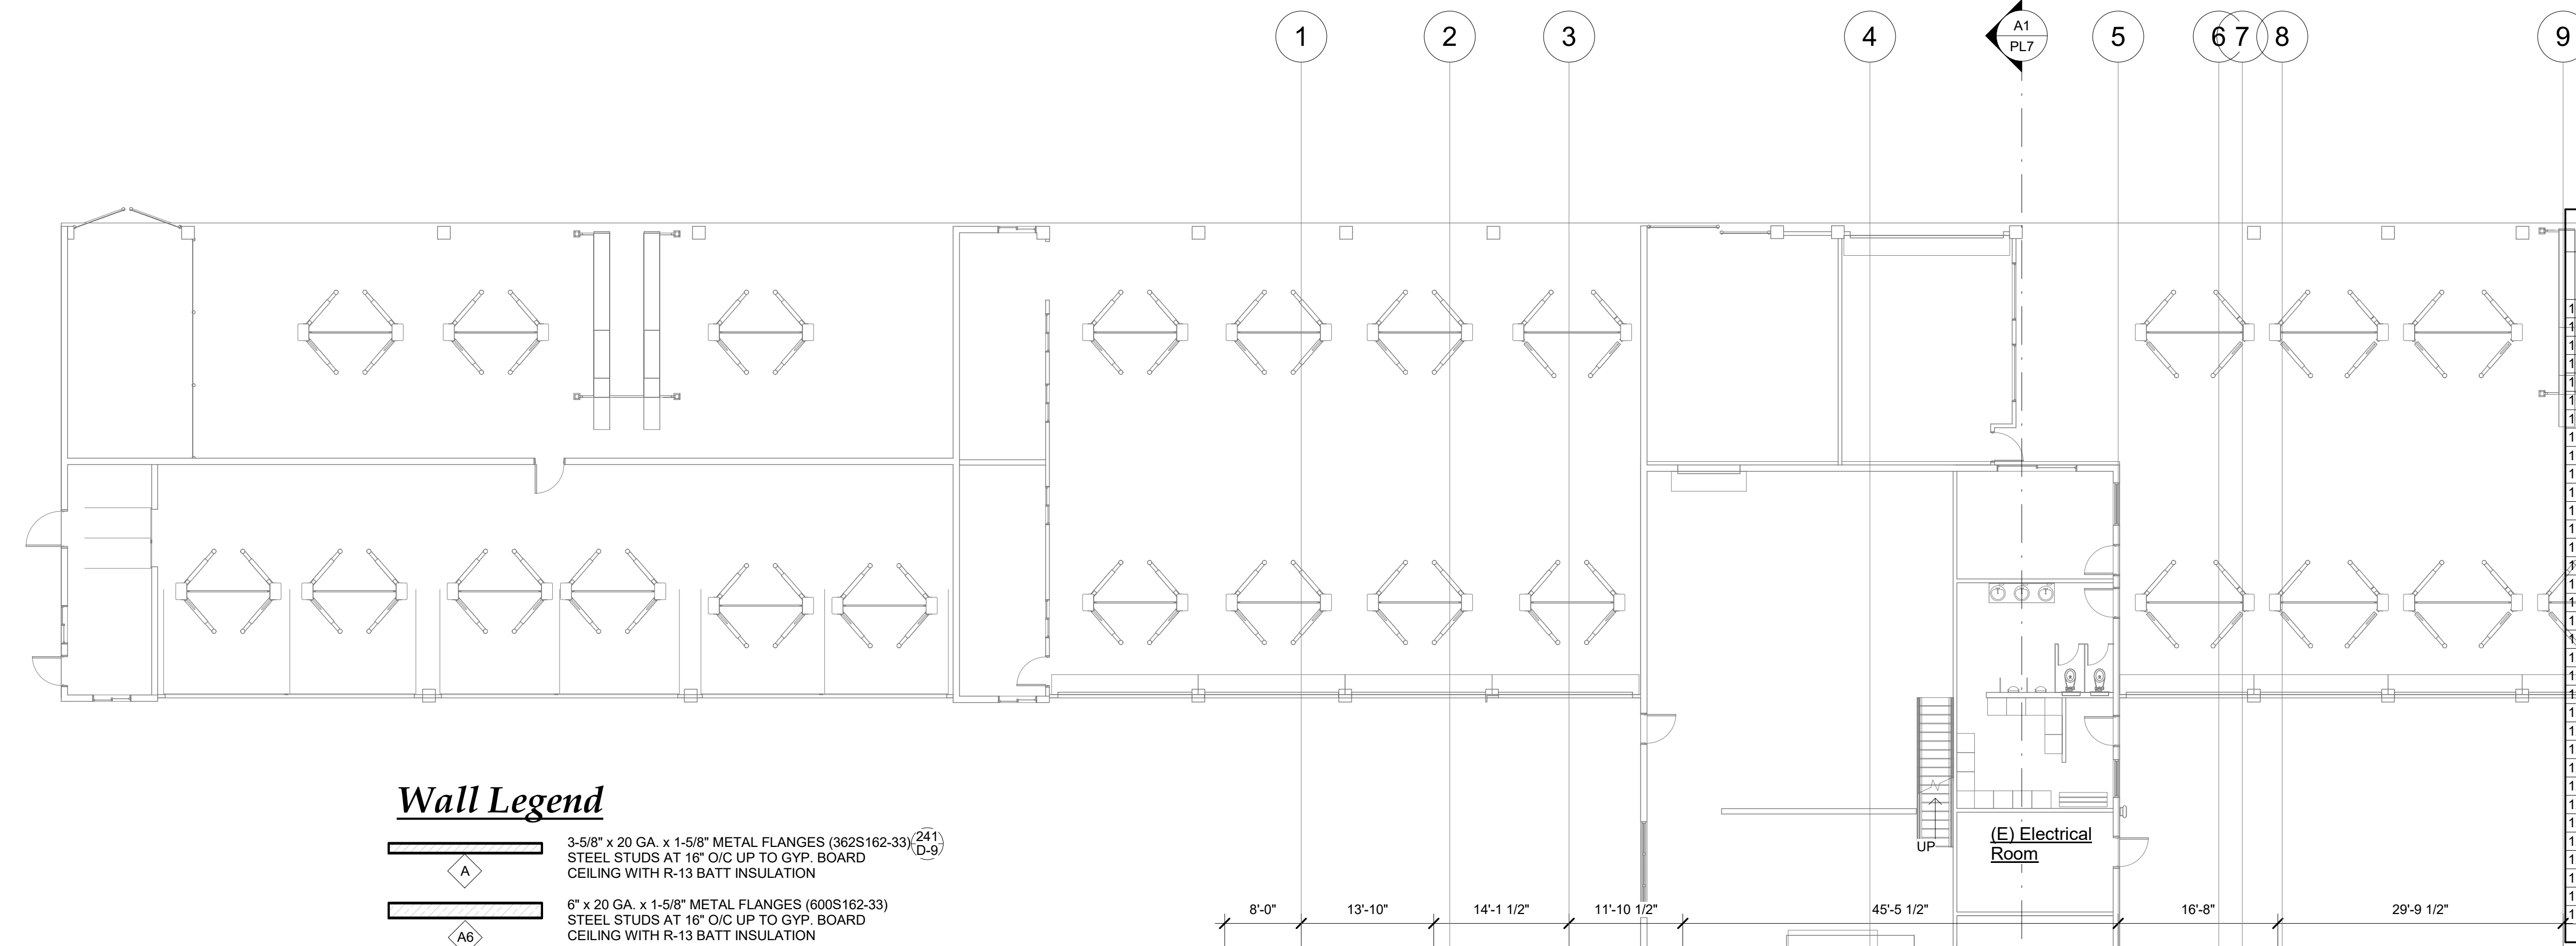 1
2
3
4
A1
PL7
5
6
7
8
9
Wall Legend
3-5/8" x 20 GA. x 1-5/8" METAL FLANGES (362S162-33)
STEEL STUDS AT 16" O/C UP TO GYP. BOARD
CEILING WITH R-13 BATT INSULATION
241
D-9
A
6" x 20 GA. x 1-5/8" METAL FLANGES (600S162-33)
STEEL STUDS AT 16" O/C UP TO GYP. BOARD
CEILING WITH R-13 BATT INSULATION
A6
UP
(E) Electrical
Room
8'-0"
13'-10"
14'-1 1/2"
11'-10 1/2"
45'-5 1/2"
16'-8"
29'-9 1/2"